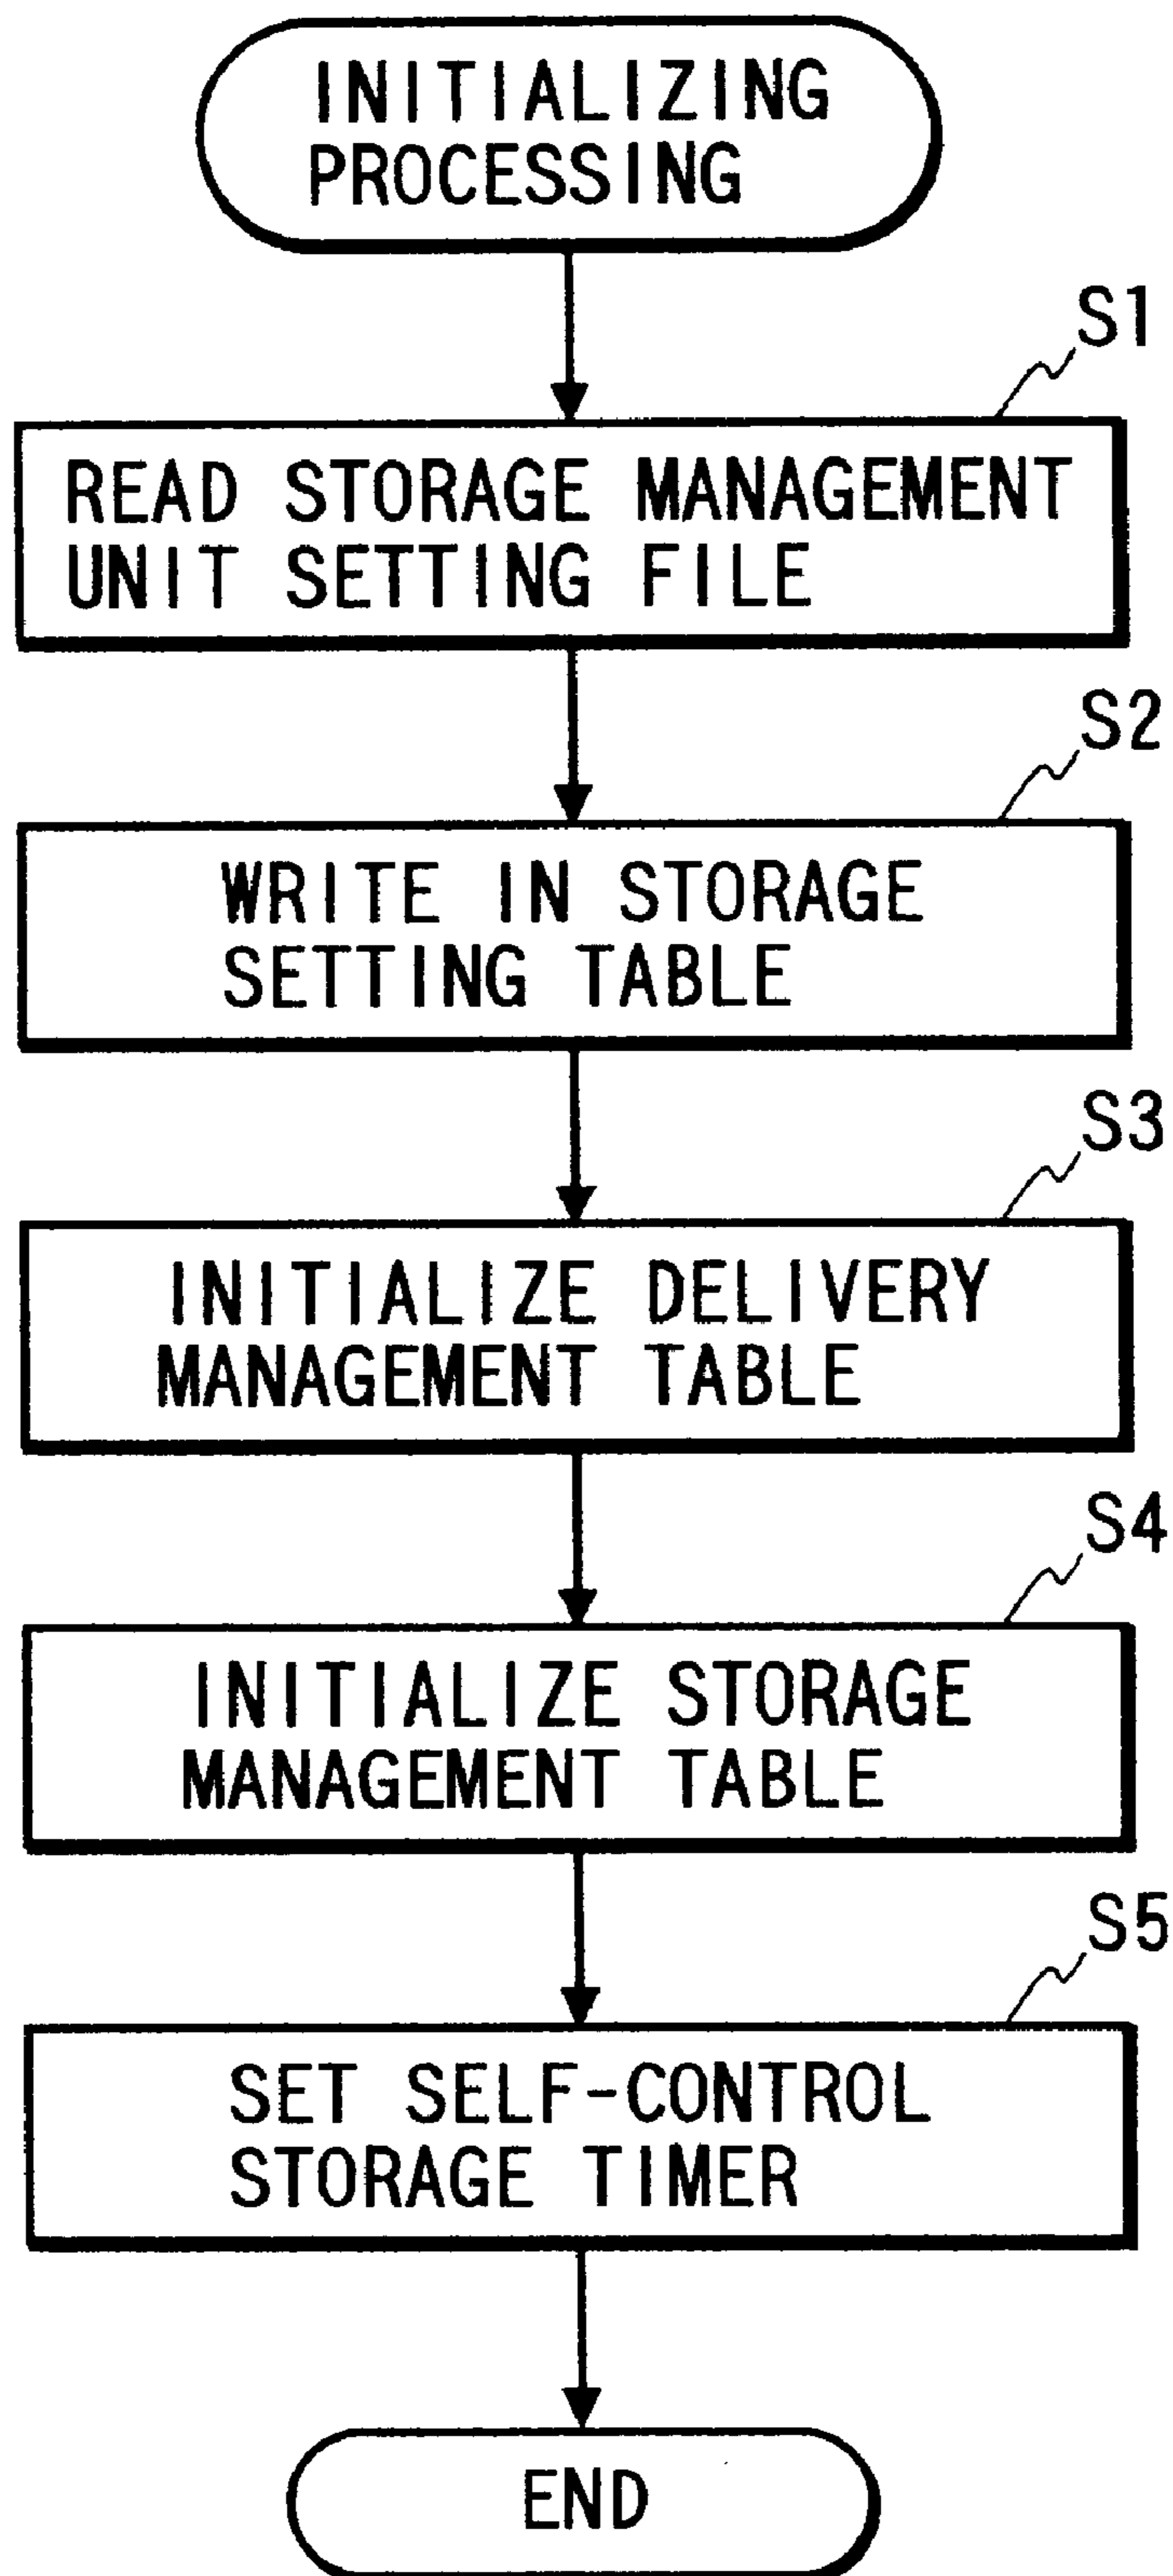 INITIALIZING
PROCESSING
S1
READ STORAGE MANAGEMENT
UNIT SETTING FILE
S2
WRITE IN STORAGE
SETTING TABLE
S3
INITIALIZE DELIVERY
MANAGEMENT TABLE
S4
INITIALIZE STORAGE
MANAGEMENT TABLE
S5
SET SELF-CONTROL
STORAGE TIMER
END